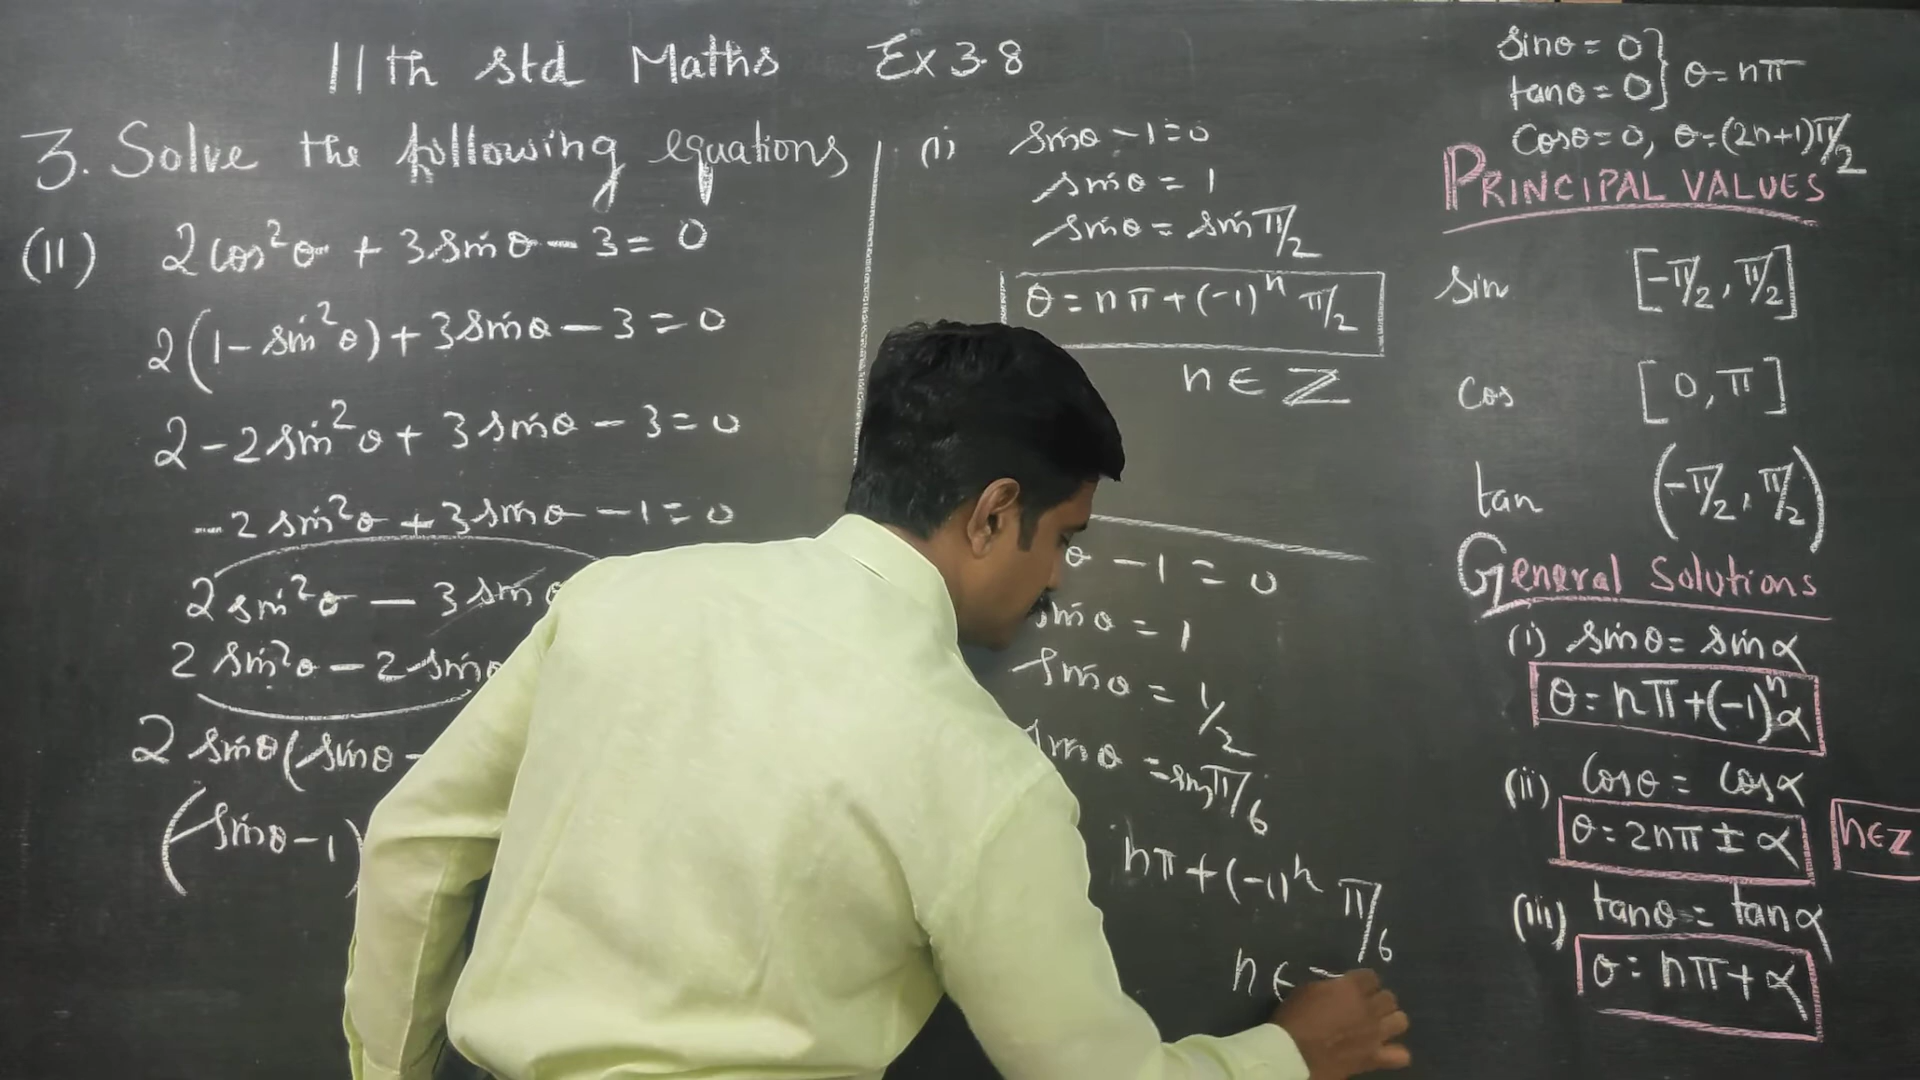 11th std Maths Ex 3.8
3. Solve the following equations
(II) 2cos²θ + 3sinθ - 3 = 0
2(1 - sin²θ) + 3sinθ - 3 = 0
2 - 2sin²θ + 3sinθ - 3 = 0
-2sin²θ + 3sinθ - 1 = 0
2sin²θ - 3sinθ
2sin²θ - 2sinθ
2sinθ(sinθ -
(sinθ - 1)
(i) sinθ - 1 = 0
sinθ = 1
sinθ = sin π/2
θ = nπ + (-1)ⁿ π/2
n ∈ Z
θ - 1 = 0
sinθ = 1
sinθ = 1/2
sinθ = sin π/6
nπ + (-1)ⁿ π/6
n ∈
sinθ = 0
tanθ = 0 } θ = nπ
cosθ = 0, θ = (2n+1)π/2
PRINCIPAL VALUES
sin [-π/2, π/2]
cos [0, π]
tan (-π/2, π/2)
General Solutions
(i) sinθ = sinα
θ = nπ + (-1)ⁿα
(ii) cosθ = cosα
θ = 2nπ ± α n∈Z
(iii) tanθ = tanα
θ = nπ + α